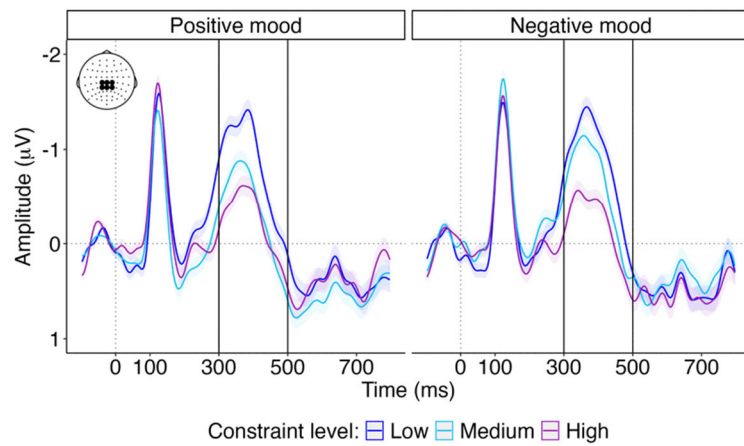 Positive mood
Negative mood
Amplitude (μV)
-2
-1
0
1
0 100 300 500 700
0 100 300 500 700
Time (ms)
Constraint level: Low Medium High